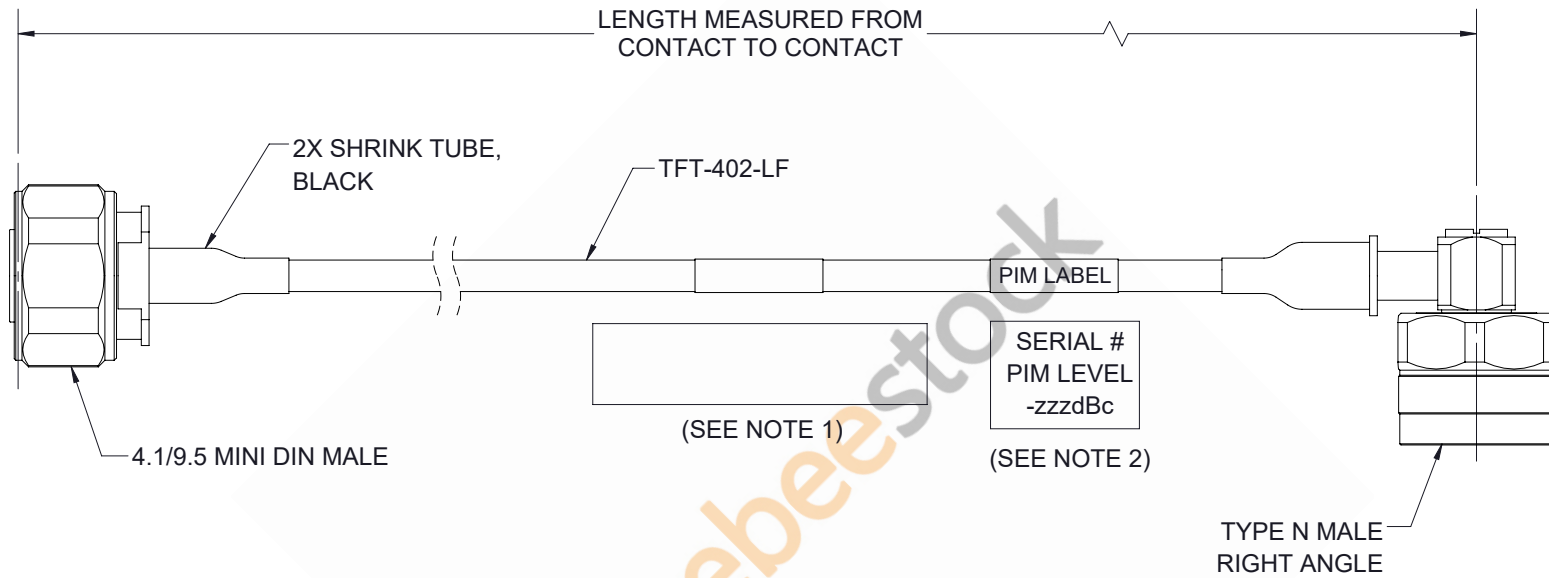 LENGTH MEASURED FROM
CONTACT TO CONTACT
2X SHRINK TUBE,
BLACK
TFT-402-LF
PIM LABEL
SERIAL #
PIM LEVEL
-zzzdBc
(SEE NOTE 1)
(SEE NOTE 2)
4.1/9.5 MINI DIN MALE
TYPE N MALE
RIGHT ANGLE
ebeestock